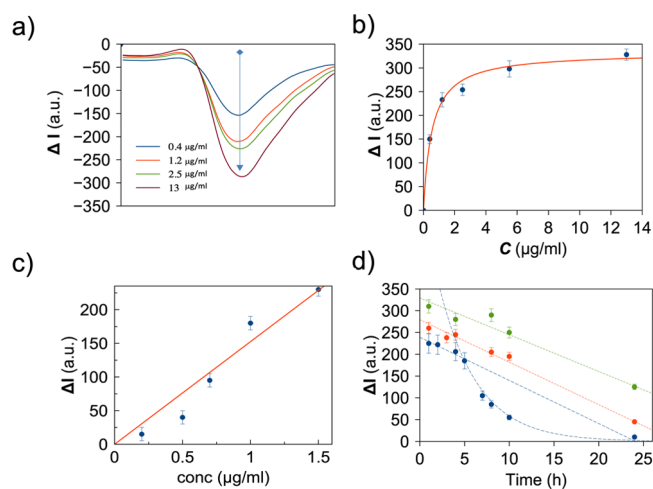 a)
0
−50
−100
−150
−200
−250
−300
−350
Δ I (a.u.)
0.4 µg/ml
1.2 µg/ml
2.5 µg/ml
13 µg/ml
b)
350
300
250
200
150
100
50
0
Δ I (a.u.)
0 2 4 6 8 10 12 14
C (µg/ml)
c)
200
150
100
50
0
ΔI (a.u.)
0 0.5 1 1.5
conc (µg/ml)
d)
350
300
250
200
150
100
50
0
ΔI (a.u.)
0 5 10 15 20 25
Time (h)